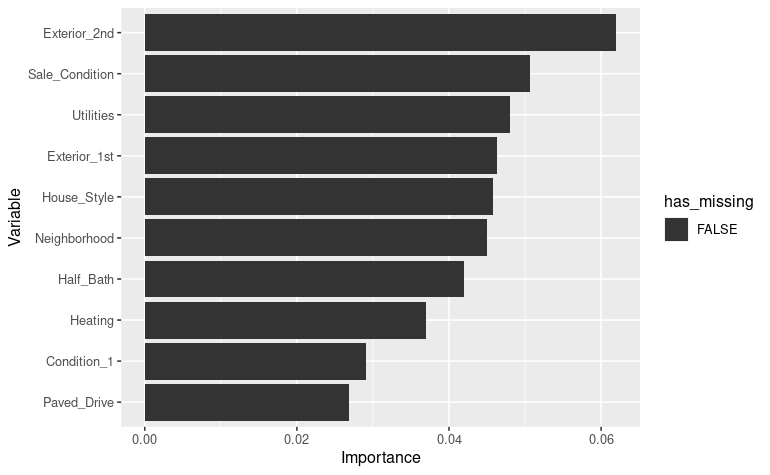 Exterior_2nd
Sale_Condition
Utilities
Exterior_1st
House_Style
Neighborhood
Half_Bath
Heating
Condition_1
Paved_Drive
Variable
0.00 0.02 0.04 0.06
Importance
has_missing
FALSE